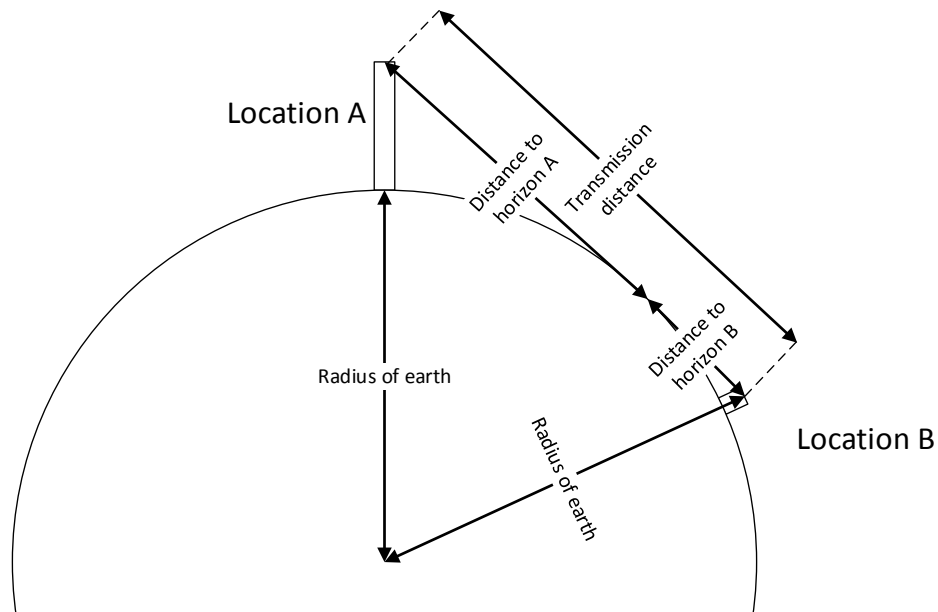 Location A
Distance to
horizon A
Transmission
distance
Distance to
horizon B
Radius of earth
Radius of earth
Location B